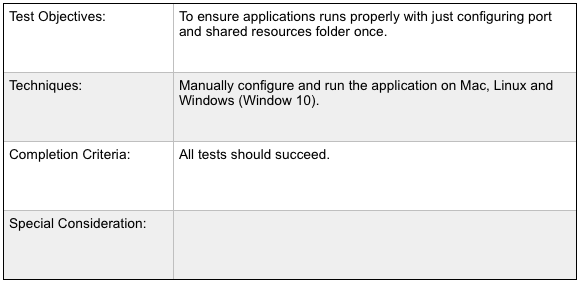 Test Objectives:
To ensure applications runs properly with just configuring port
and shared resources folder once.
Techniques:
Manually configure and run the application on Mac, Linux and
Windows (Window 10).
Completion Criteria:
All tests should succeed.
Special Consideration: